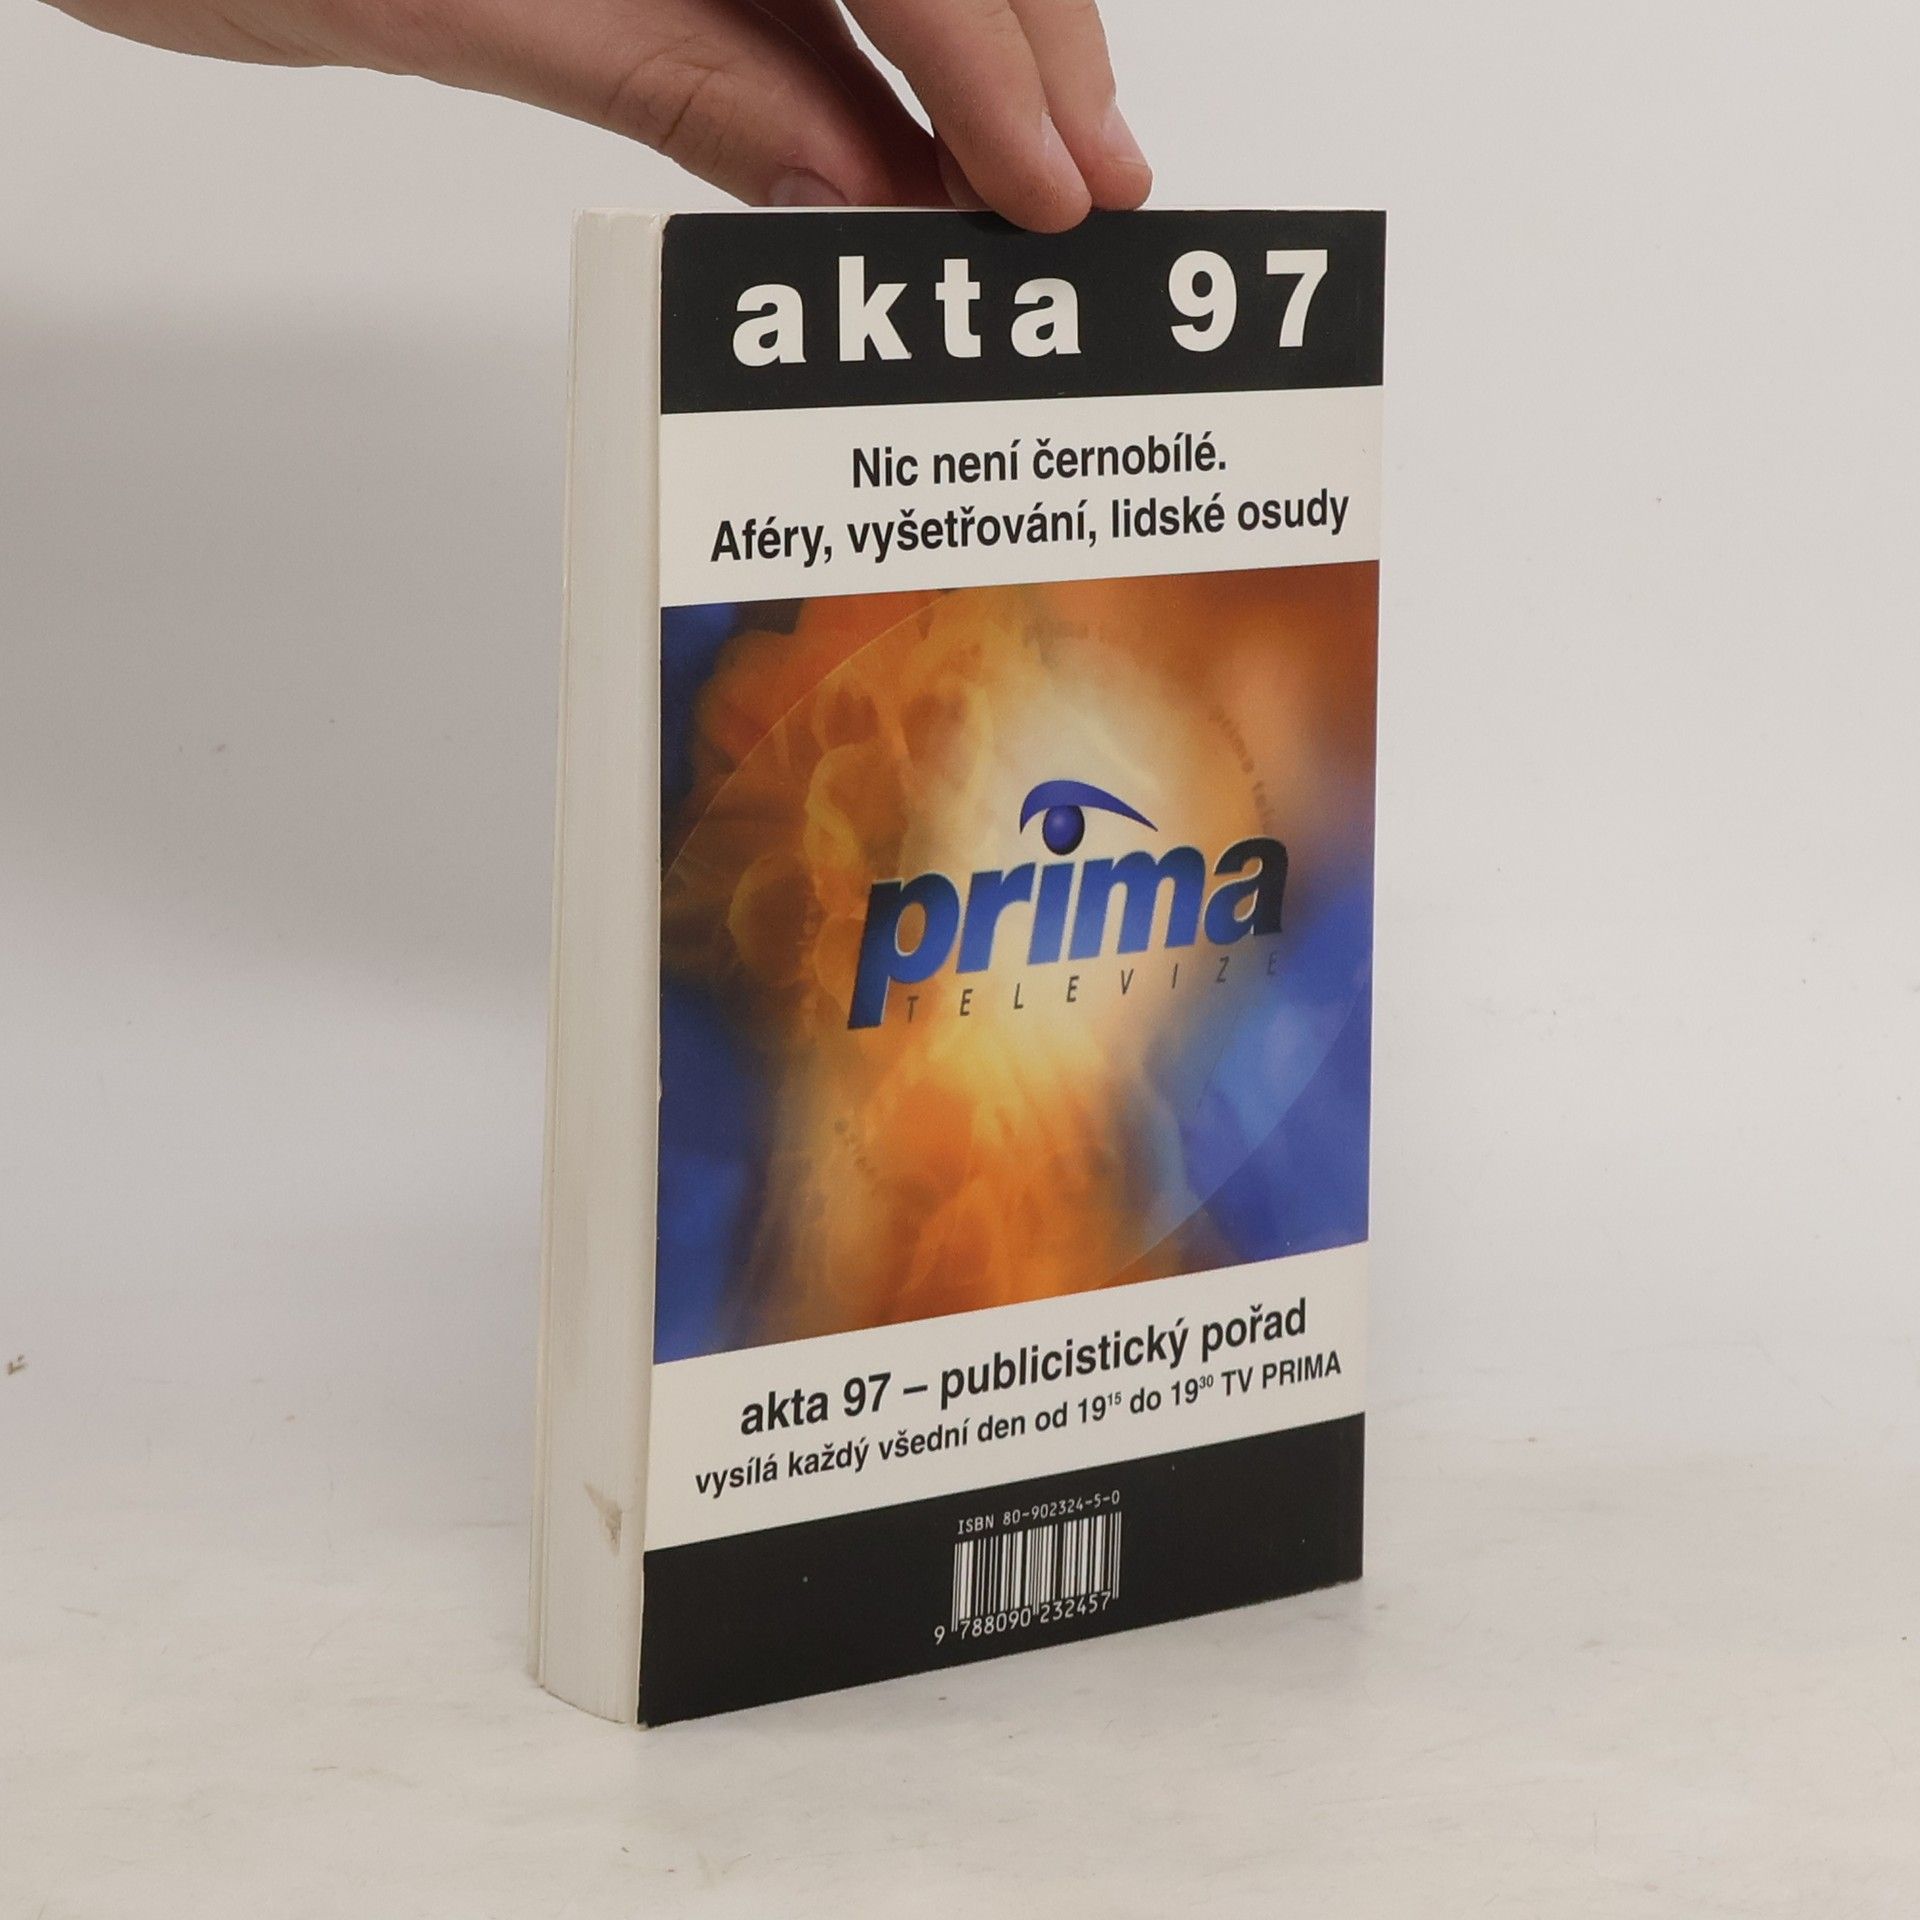 akta 97
Nic není černobílé.
Aféry, vyšetřování, lidské osudy
prima
TELEVIZE
akta 97 – publicistický pořad
vysílá každý všední den od 19¹⁵ do 19³⁰ TV PRIMA
ISBN 80-902324-5-0
9 788090 232457